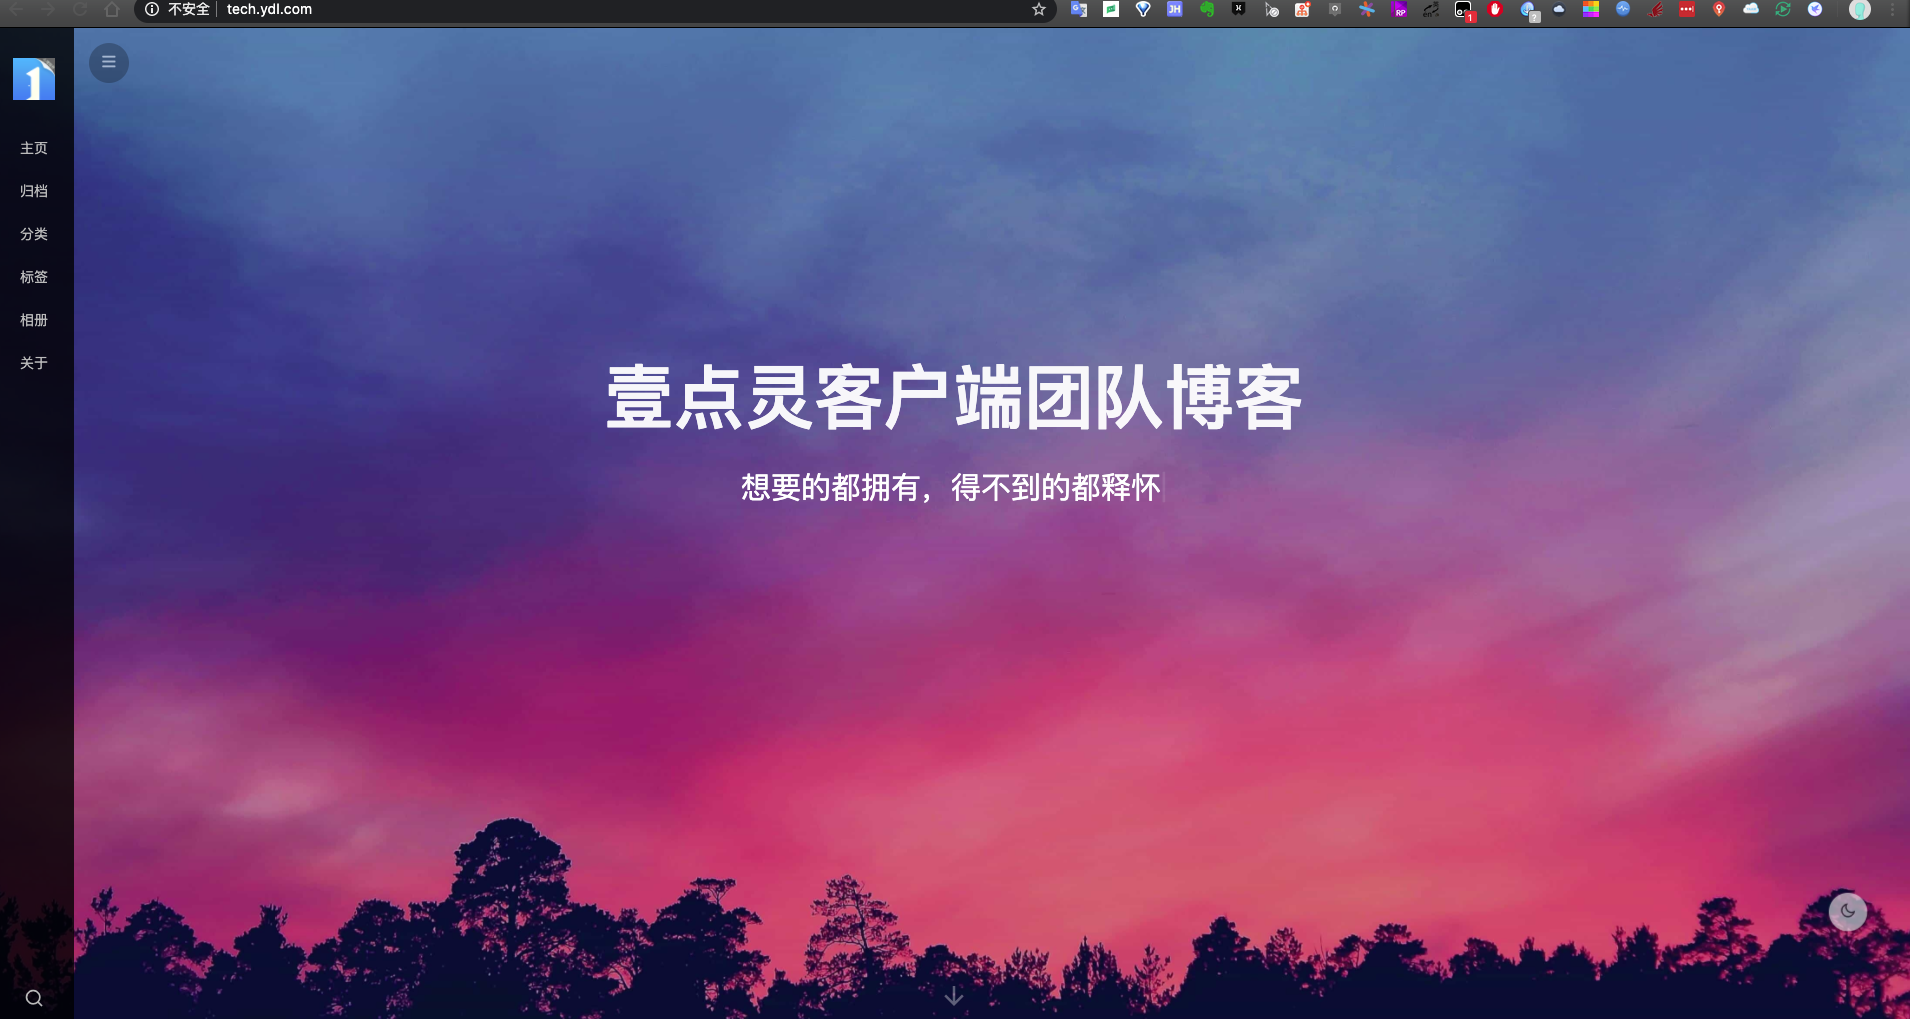 不安全 tech.ydl.com
主页
归档
分类
标签
相册
关于
壹点灵客户端团队博客
想要的都拥有，得不到的都释怀